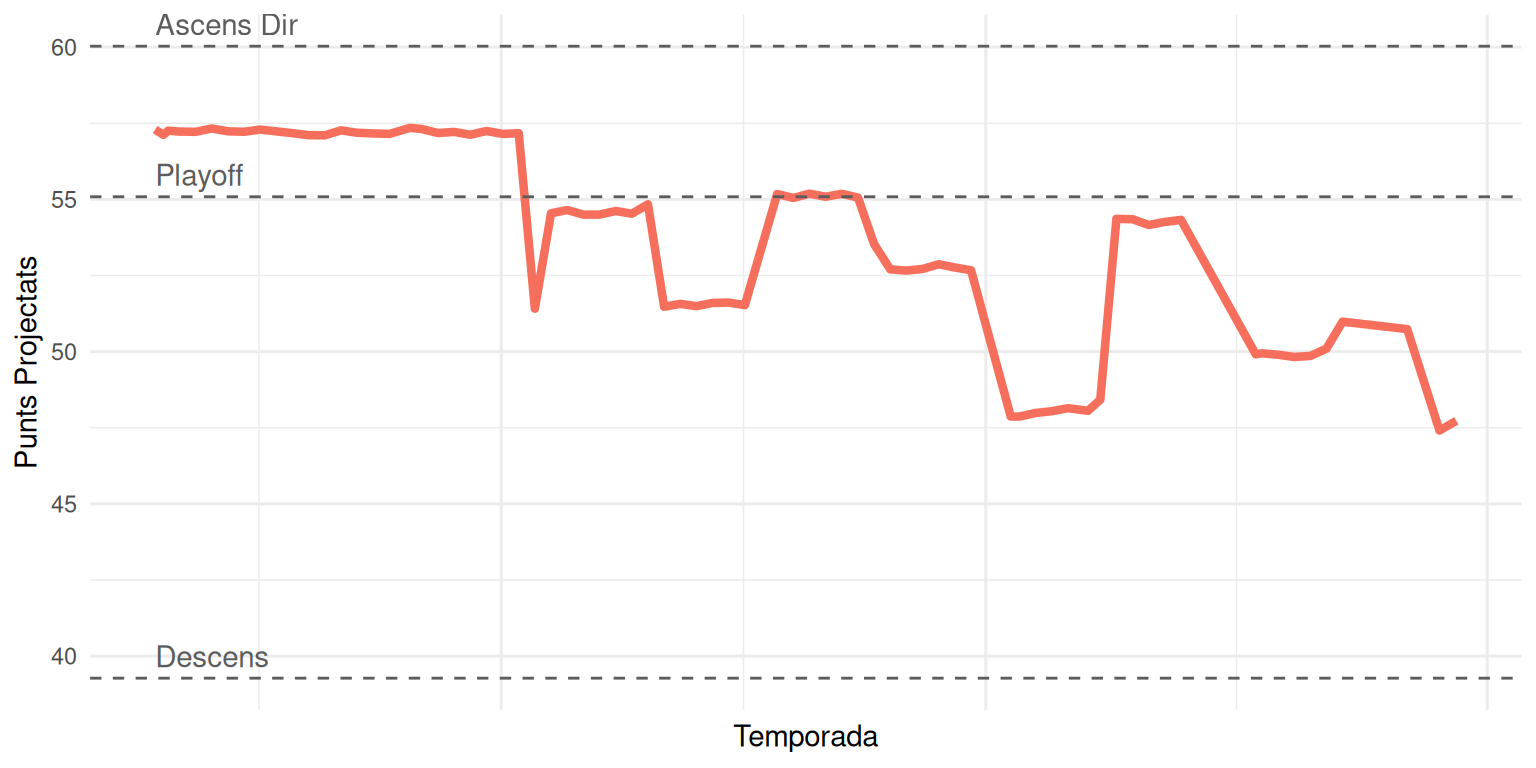 Ascens Dir
60
Playoff
55
50
45
Descens
40
Punts Projectats
Temporada